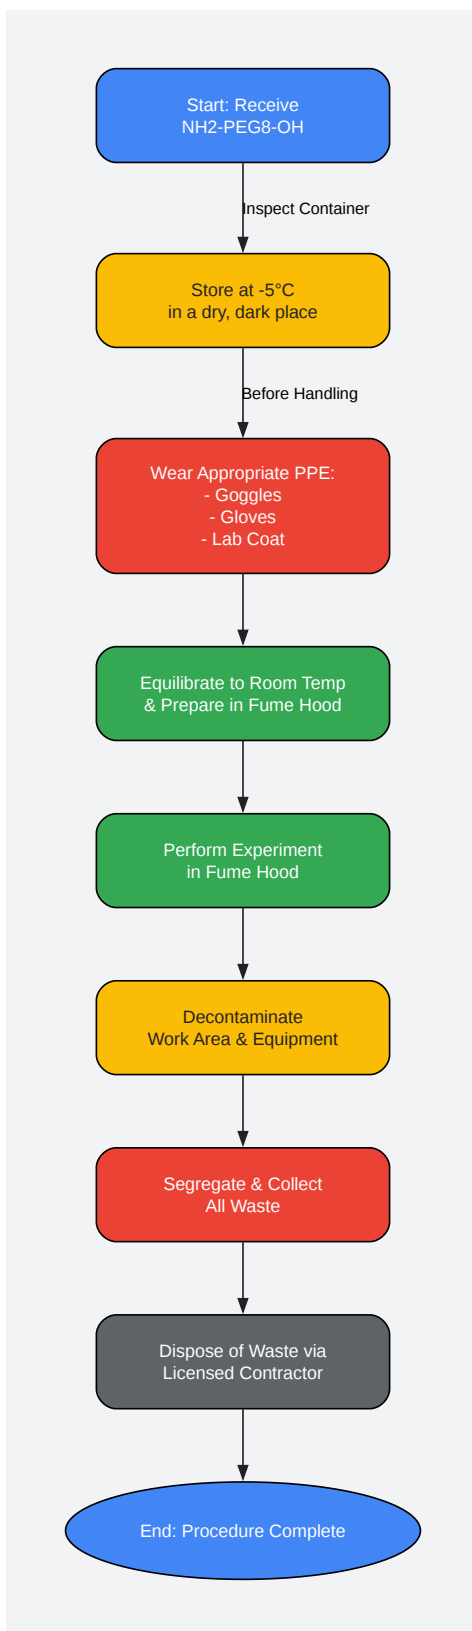 Start: Receive
NH2-PEG8-OH
Inspect Container
Store at -5°C
in a dry, dark place
Before Handling
Wear Appropriate PPE:
- Goggles
- Gloves
- Lab Coat
Equilibrate to Room Temp
& Prepare in Fume Hood
Perform Experiment
in Fume Hood
Decontaminate
Work Area & Equipment
Segregate & Collect
All Waste
Dispose of Waste via
Licensed Contractor
End: Procedure Complete